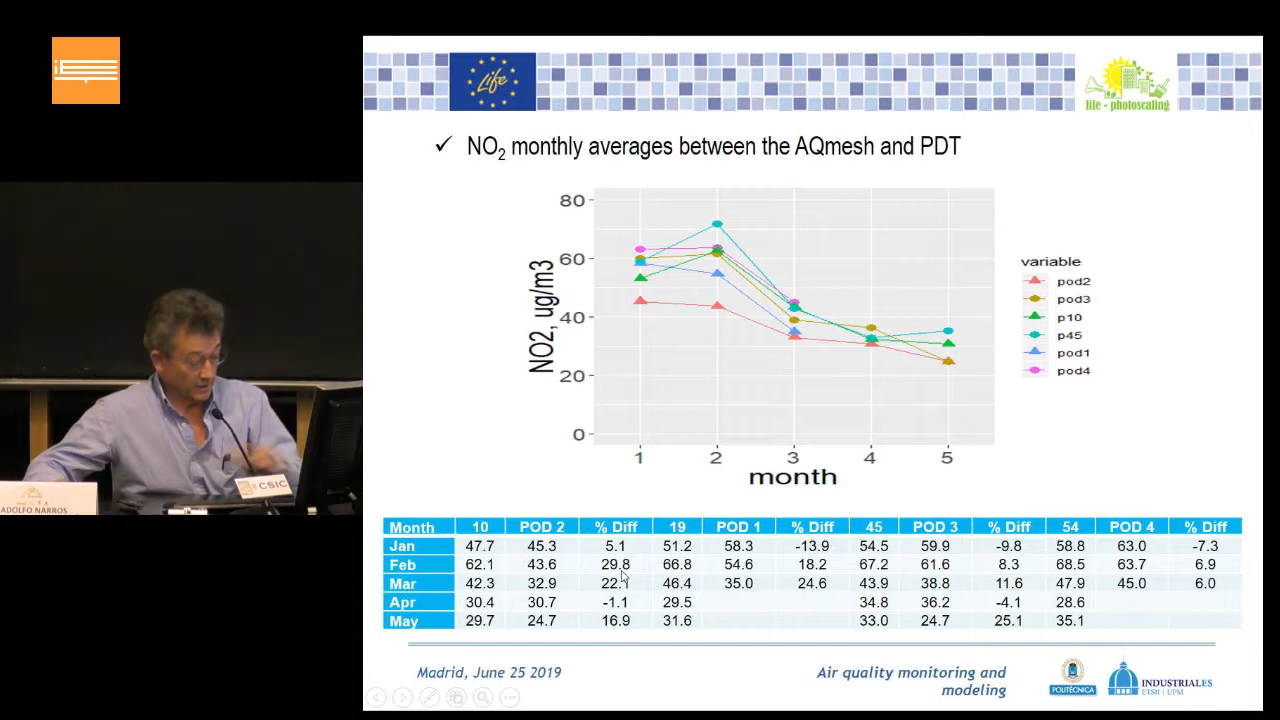 Life
life - photoscaling
✓ NO2 monthly averages between the AQmesh and PDT
80
60
40
20
0
NO2, ug/m3
1 2 3 4 5
month
variable
pod2
pod3
p10
p45
pod1
pod4
Month 10 POD 2 % Diff 19 POD 1 % Diff 45 POD 3 % Diff 54 POD 4 % Diff
Jan 47.7 45.3 5.1 51.2 58.3 -13.9 54.5 59.9 -9.8 58.8 63.0 -7.3
Feb 62.1 43.6 29.8 66.8 54.6 18.2 67.2 61.6 8.3 68.5 63.7 6.9
Mar 42.3 32.9 46.4 35.0 24.6 43.9 38.8 11.6 47.9 45.0 6.0
Apr 30.4 30.7 -1.1 29.5 34.8 36.2 -4.1 28.6
May 29.7 24.7 16.9 31.6 33.0 24.7 25.1 35.1
Madrid, June 25 2019
Air quality monitoring and
modeling
POLITÉCNICA
INDUSTRIALES
ETSII | UPM
CSIC
ADOLFO NARROS